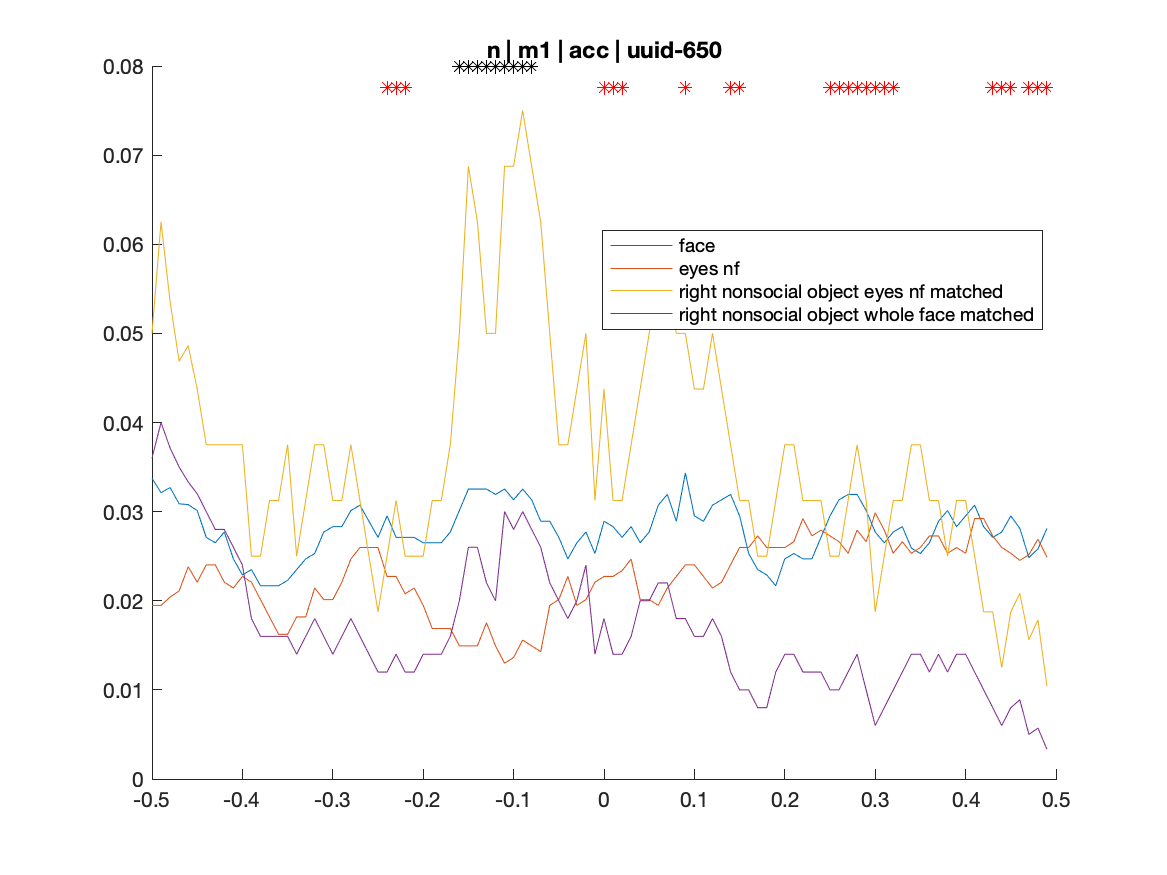 n | m1 | acc | uuid-650
0.08
0.07
0.06
0.05
0.04
0.03
0.02
0.01
0
face
eyes nf
right nonsocial object eyes nf matched
right nonsocial object whole face matched
-0.5 -0.4 -0.3 -0.2 -0.1 0 0.1 0.2 0.3 0.4 0.5